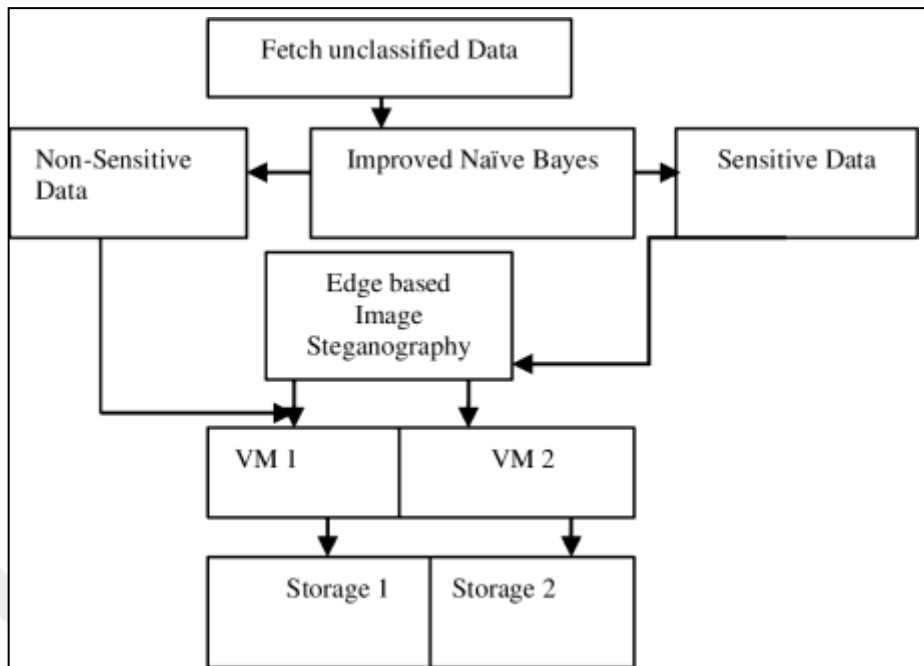 Fetch unclassified Data
Non-Sensitive
Data
Improved Naïve Bayes
Sensitive Data
Edge based
Image
Steganography
VM 1
VM 2
Storage 1
Storage 2